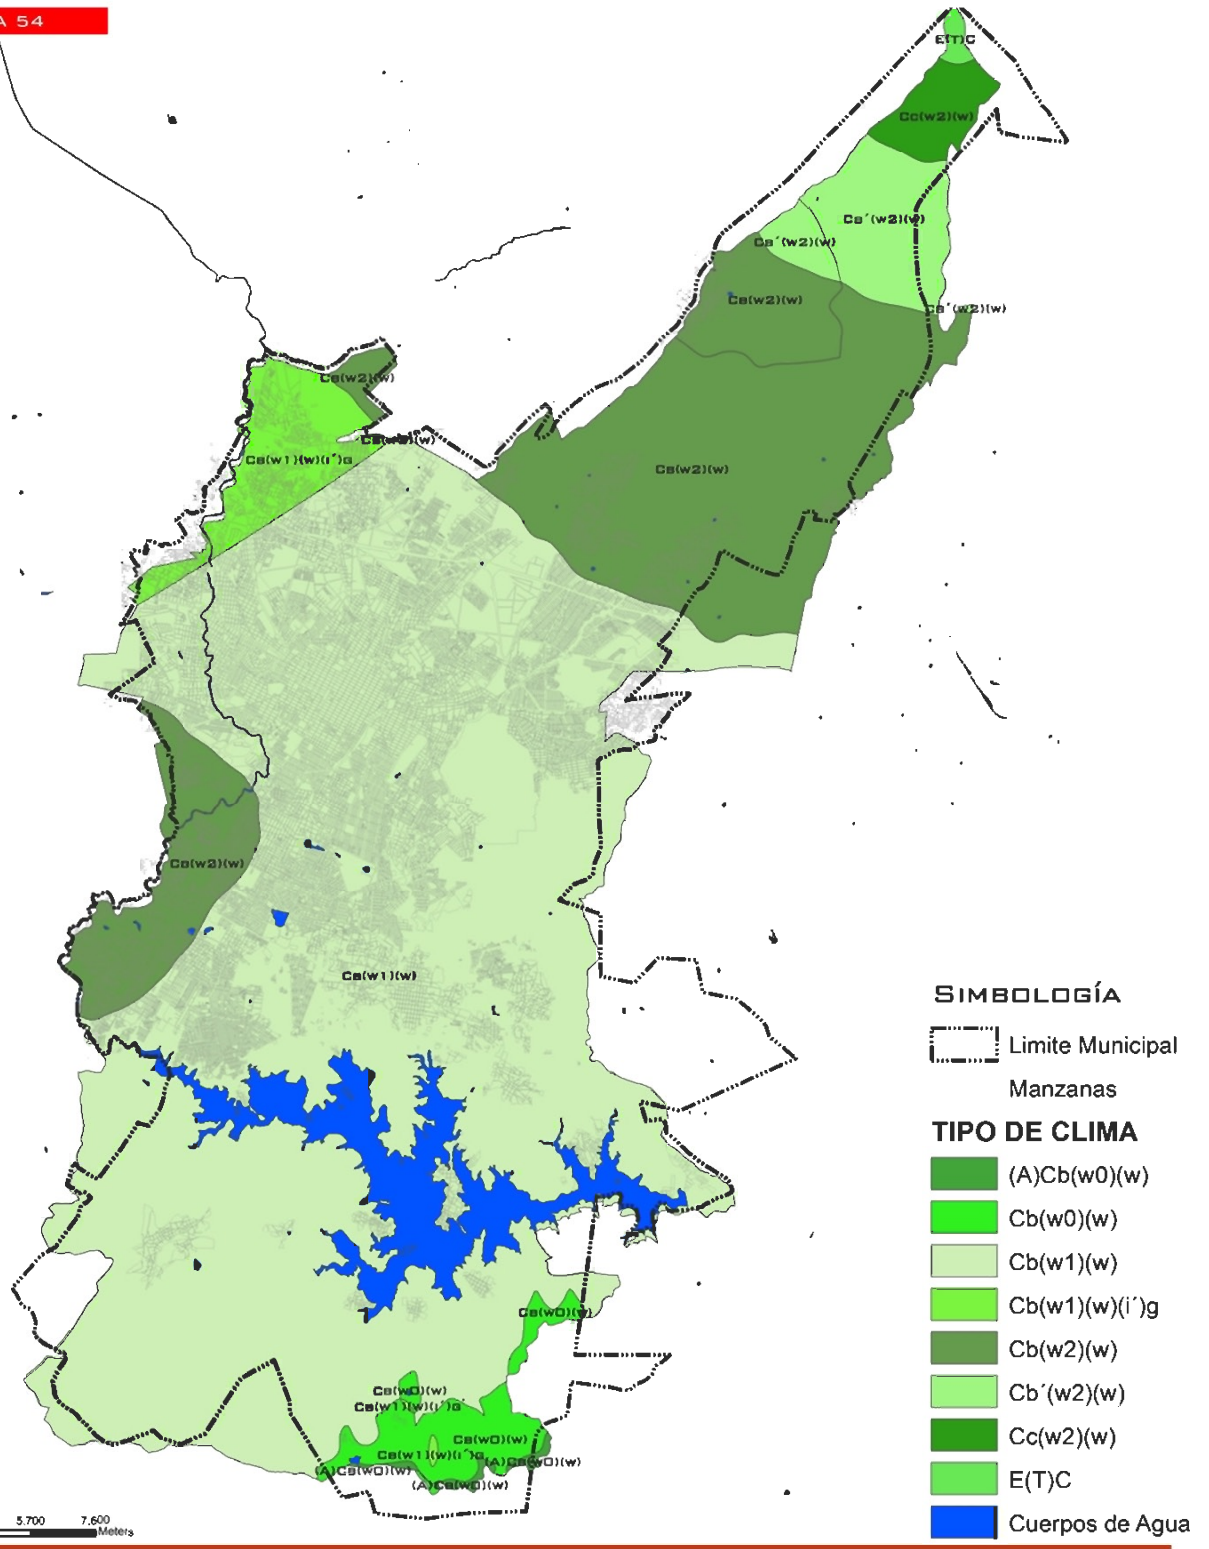 A 54
E(T)C
Cc(w2)(w)
Cb´(w2)(w)
Cb´(w2)(w)
Cb(w2)(w)
Cb´(w2)(w)
Cb(w2)(w)
Cb(w2)(w)
Cb(w1)(w)(i´)g
Cb(w2)(w)
Cb(w2)(w)
Cb(w1)(w)
SIMBOLOGÍA
Limite Municipal
Manzanas
TIPO DE CLIMA
(A)Cb(w0)(w)
Cb(w0)(w)
Cb(w1)(w)
Cb(w1)(w)(i´)g
Cb(w2)(w)
Cb´(w2)(w)
Cc(w2)(w)
E(T)C
Cuerpos de Agua
Cb(w0)(w)
Cb(w0)(w)
Cb(w1)(w)(i´)g
Cb(w0)(w)
Cb(w1)(w)(i´)g
(A)Cb(w0)(w)
(A)Cb(w0)(w)
(A)Cb(w0)(w)
5.700 7.600
Meters